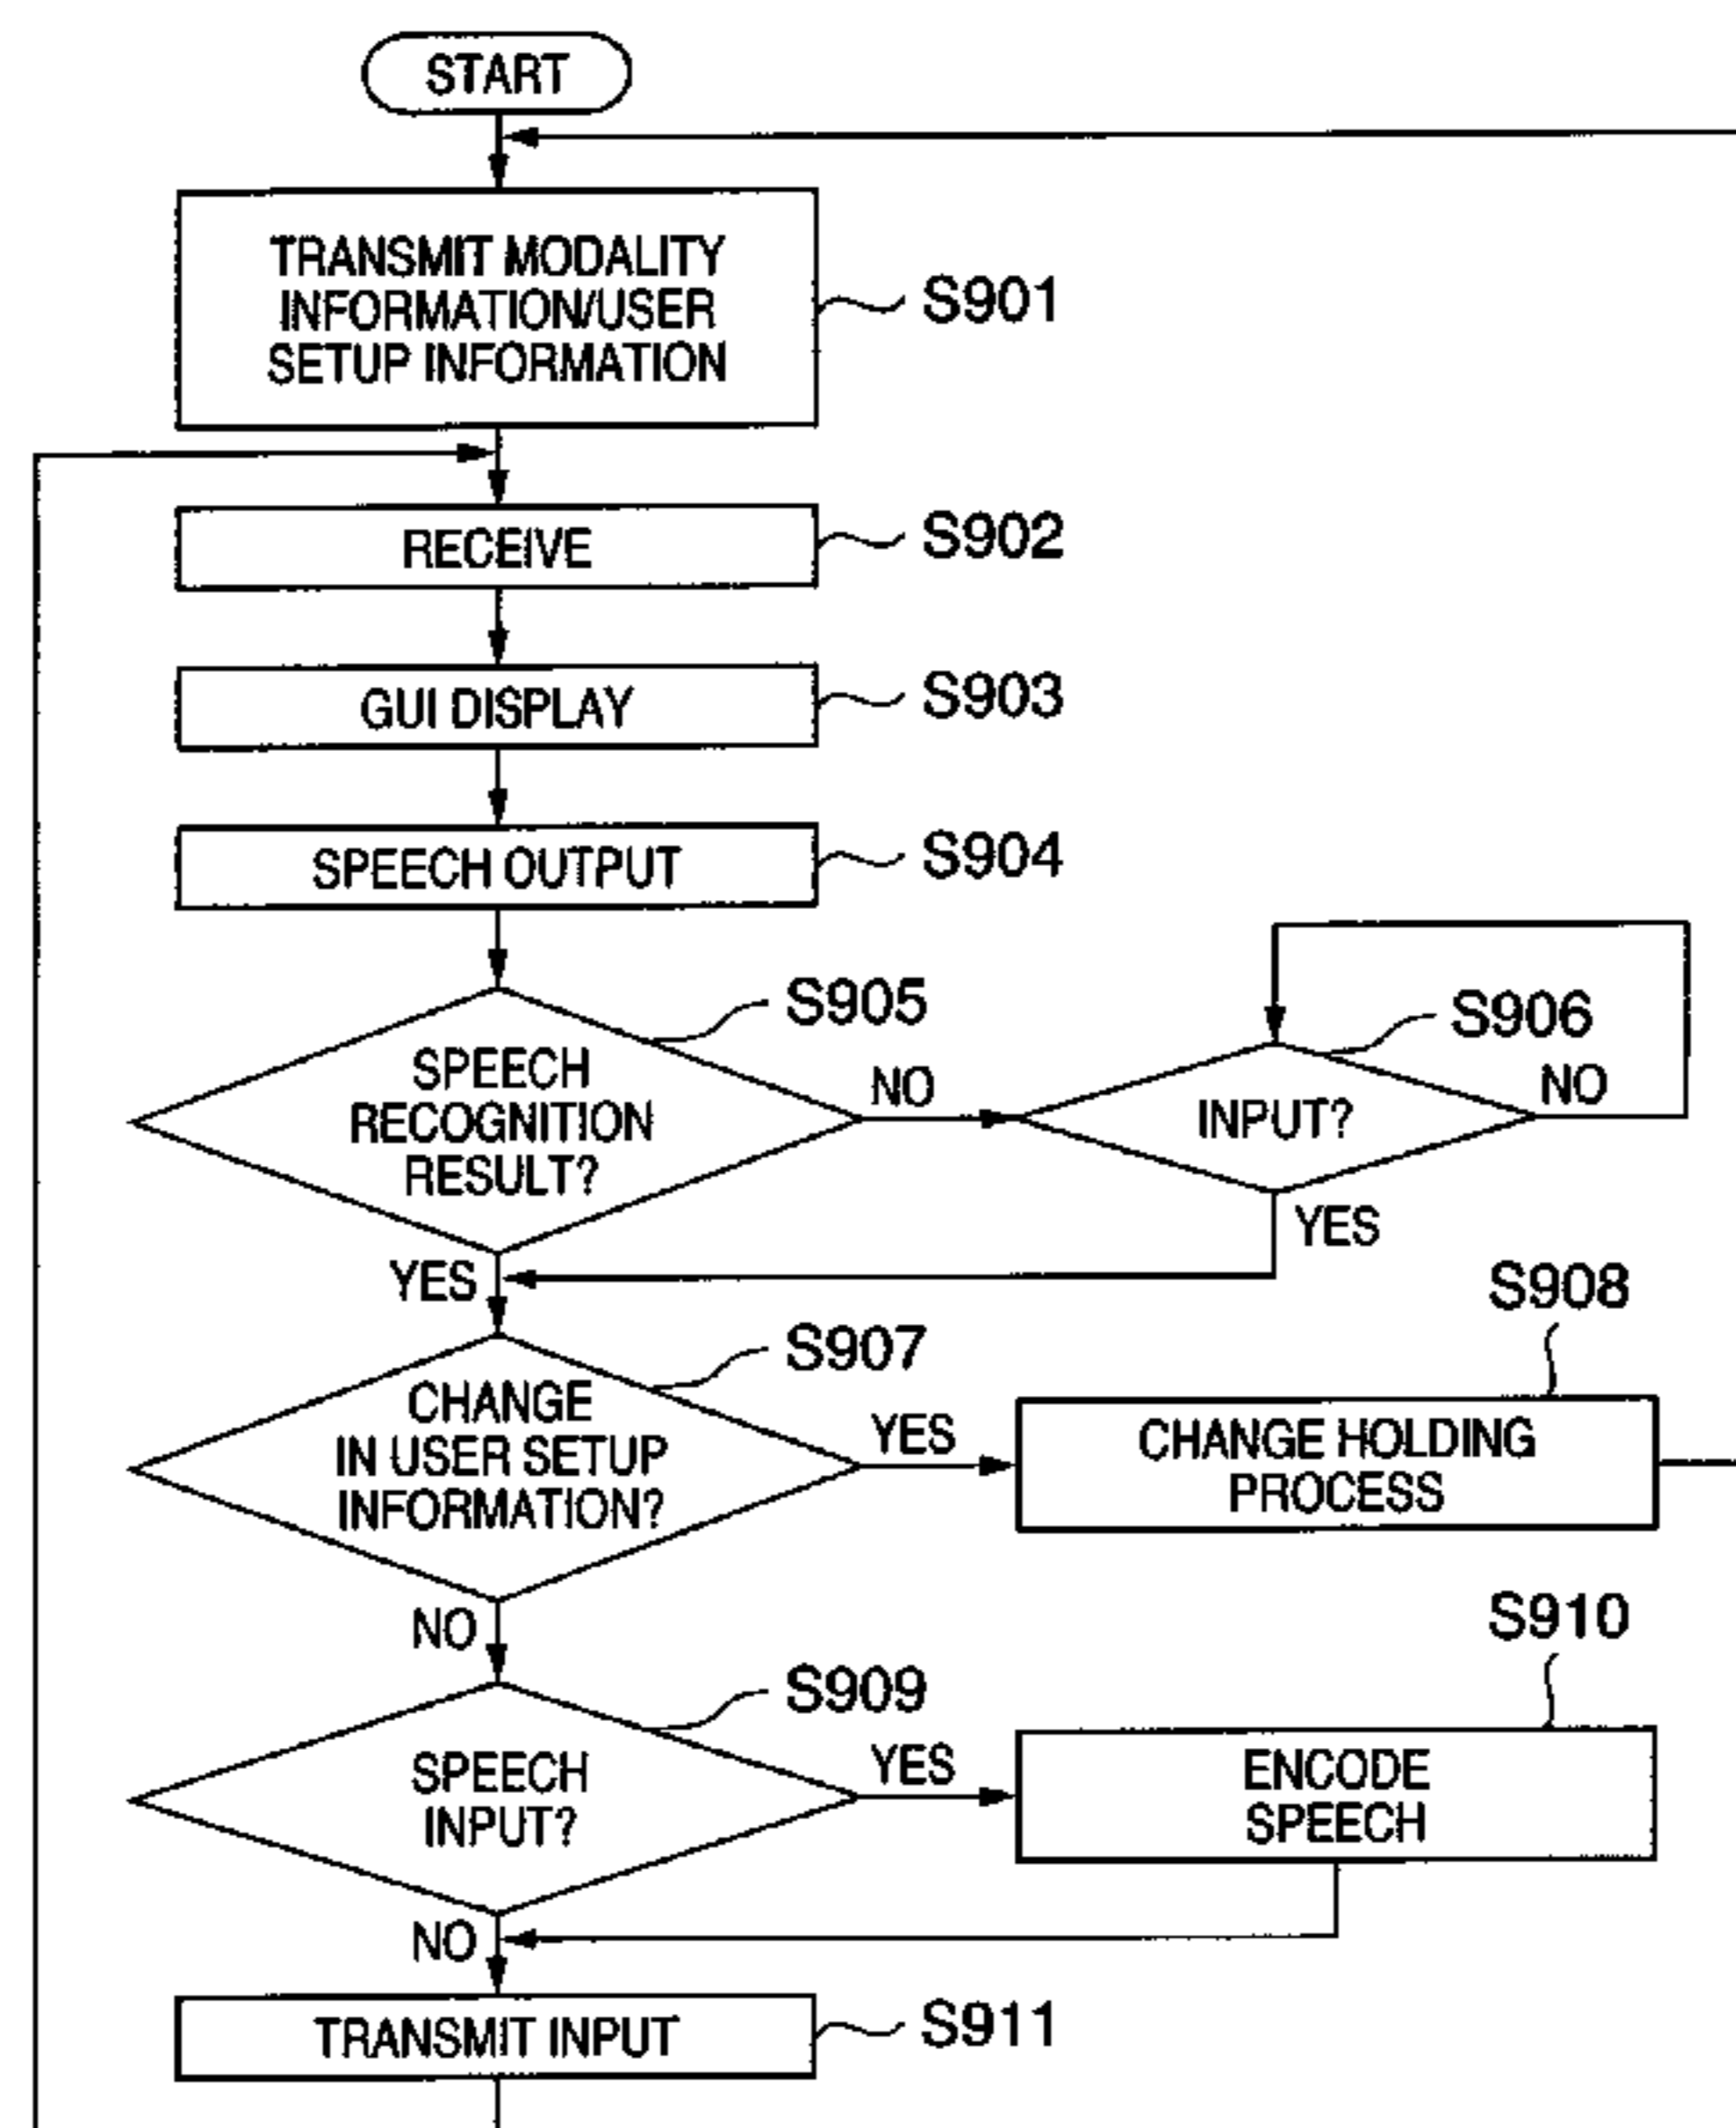 START
TRANSMIT MODALITY
INFORMATION/USER
SETUP INFORMATION
S901
RECEIVE
S902
GUI DISPLAY
S903
SPEECH OUTPUT
S904
SPEECH
RECOGNITION
RESULT?
S905
NO
INPUT?
S906
NO
YES
YES
CHANGE
IN USER SETUP
INFORMATION?
S907
YES
CHANGE HOLDING
PROCESS
S908
NO
SPEECH
INPUT?
S909
YES
ENCODE
SPEECH
S910
NO
TRANSMIT INPUT
S911